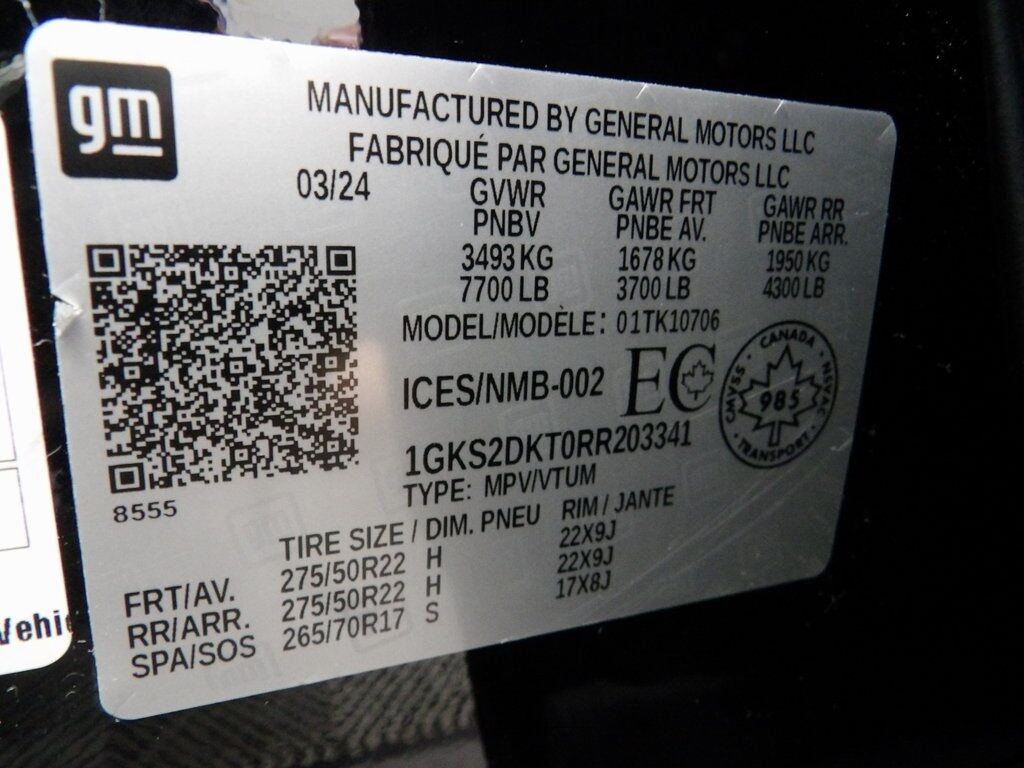 gm
MANUFACTURED BY GENERAL MOTORS LLC
FABRIQUÉ PAR GENERAL MOTORS LLC
03/24 GVWR GAWR FRT GAWR RR
PNBV PNBE AV. PNBE ARR.
3493 KG 1678 KG 1950 KG
7700 LB 3700 LB 4300 LB
MODEL/MODÈLE: 01TK10706
ICES/NMB-002 EC
CANADA
CMVSS 985 NSVAC
TRANSPORT
1GKS2DKT0RR203341
TYPE: MPV/VTUM
8555
TIRE SIZE / DIM. PNEU RIM / JANTE
FRT/AV. 275/50R22 H 22X9J
RR/ARR. 275/50R22 H 22X9J
SPA/SOS 265/70R17 S 17X8J
Vehi